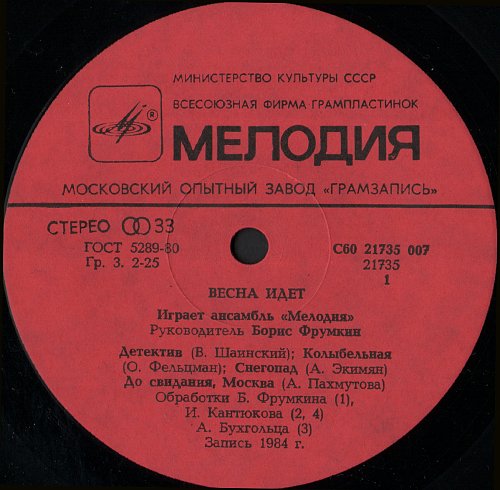 МИНИСТЕРСТВО КУЛЬТУРЫ СССР
ВСЕСОЮЗНАЯ ФИРМА ГРАМПЛАСТИНОК
®
МЕЛОДИЯ
МОСКОВСКИЙ ОПЫТНЫЙ ЗАВОД «ГРАМЗАПИСЬ»
СТЕРЕО 33
ГОСТ 5289-80
Гр. 3. 2-25
С60 21735 007
21735
1
ВЕСНА ИДЕТ
Играет ансамбль «Мелодия»
Руководитель Борис Фрумкин
Детектив (В. Шаинский); Колыбельная
(О. Фельцман); Снегопад (А. Экимян)
До свидания, Москва (А. Пахмутова)
Обработки Б. Фрумкина (1),
И. Кантюкова (2, 4)
А. Бухгольца (3)
Запись 1984 г.